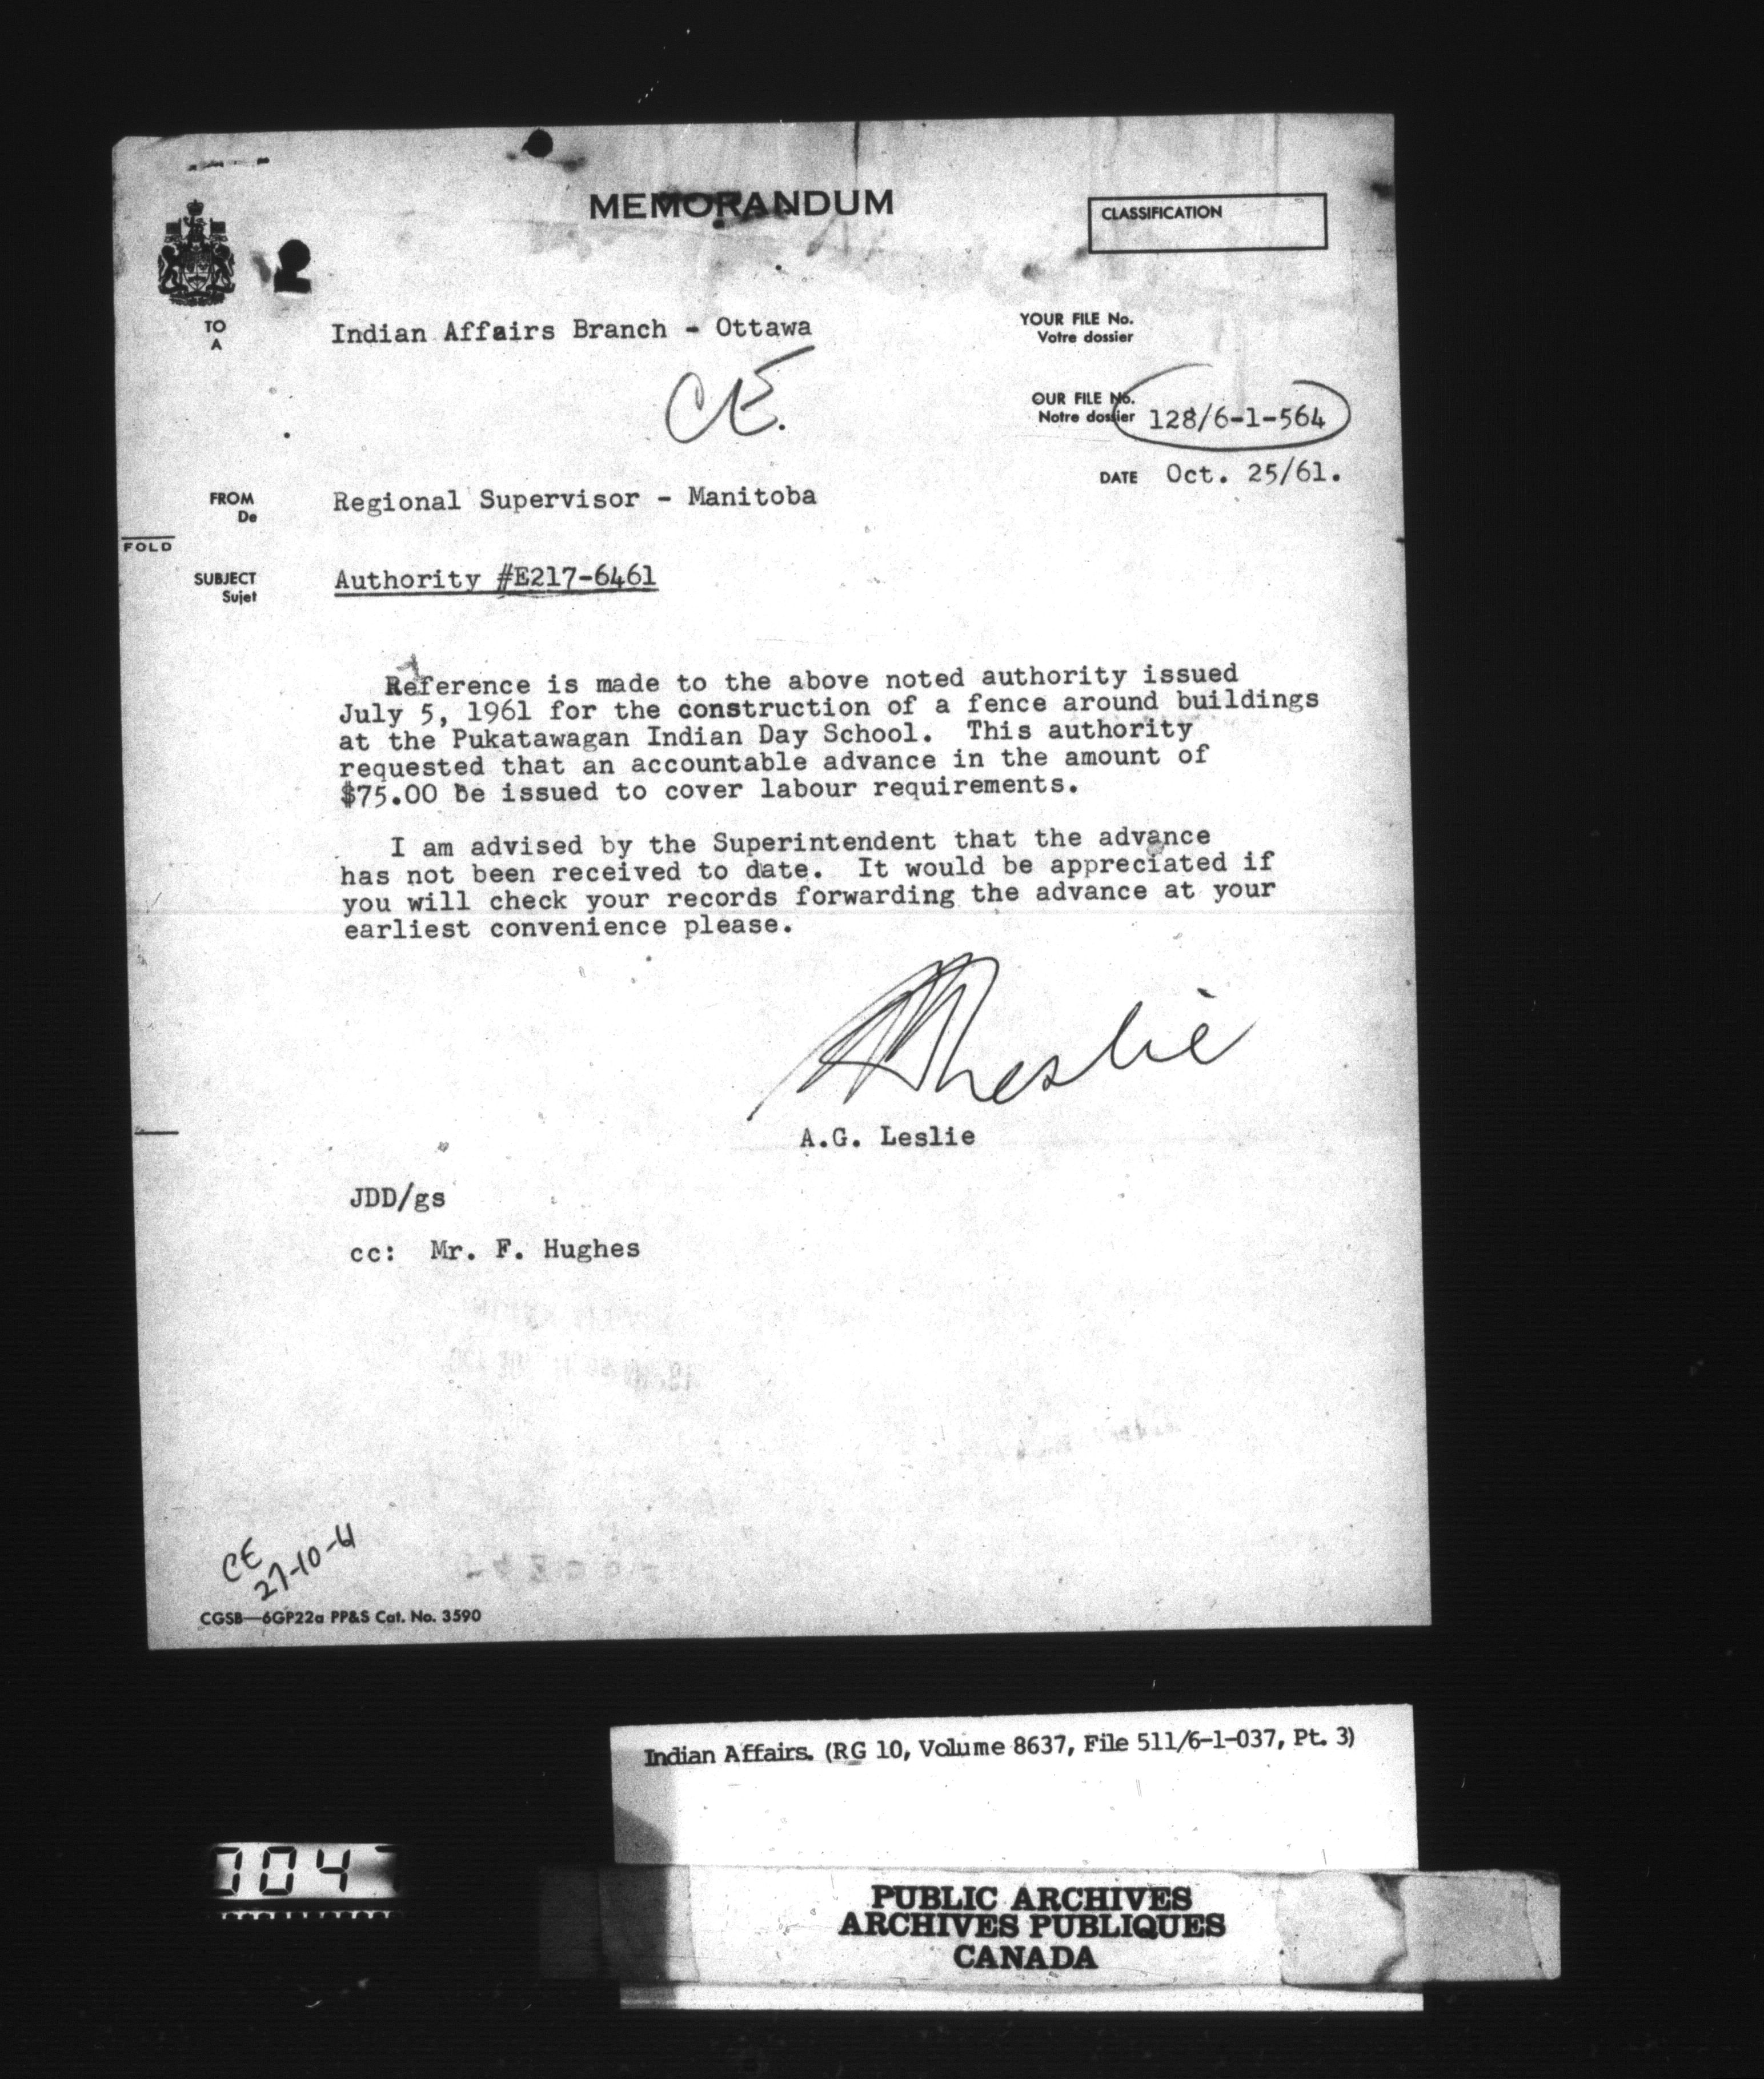 MEMORANDUM
CLASSIFICATION
TO
A
Indian Affairs Branch - Ottawa
CE.
YOUR FILE No.
Votre dossier
OUR FILE No.
Notre dossier 128/6-1-564
DATE Oct. 25/61.
FROM
De
Regional Supervisor - Manitoba
FOLD
SUBJECT
Sujet
Authority #E217-6461
Reference is made to the above noted authority issued
July 5, 1961 for the construction of a fence around buildings
at the Pukatawagan Indian Day School. This authority
requested that an accountable advance in the amount of
$75.00 be issued to cover labour requirements.
I am advised by the Superintendent that the advance
has not been received to date. It would be appreciated if
you will check your records forwarding the advance at your
earliest convenience please.
A.G. Leslie
JDD/gs
cc: Mr. F. Hughes
CE
27-10-61
CGSB—6GP22a PP&S Cat. No. 3590
Indian Affairs. (RG 10, Volume 8637, File 511/6-1-037, Pt. 3)
PUBLIC ARCHIVES
ARCHIVES PUBLIQUES
CANADA